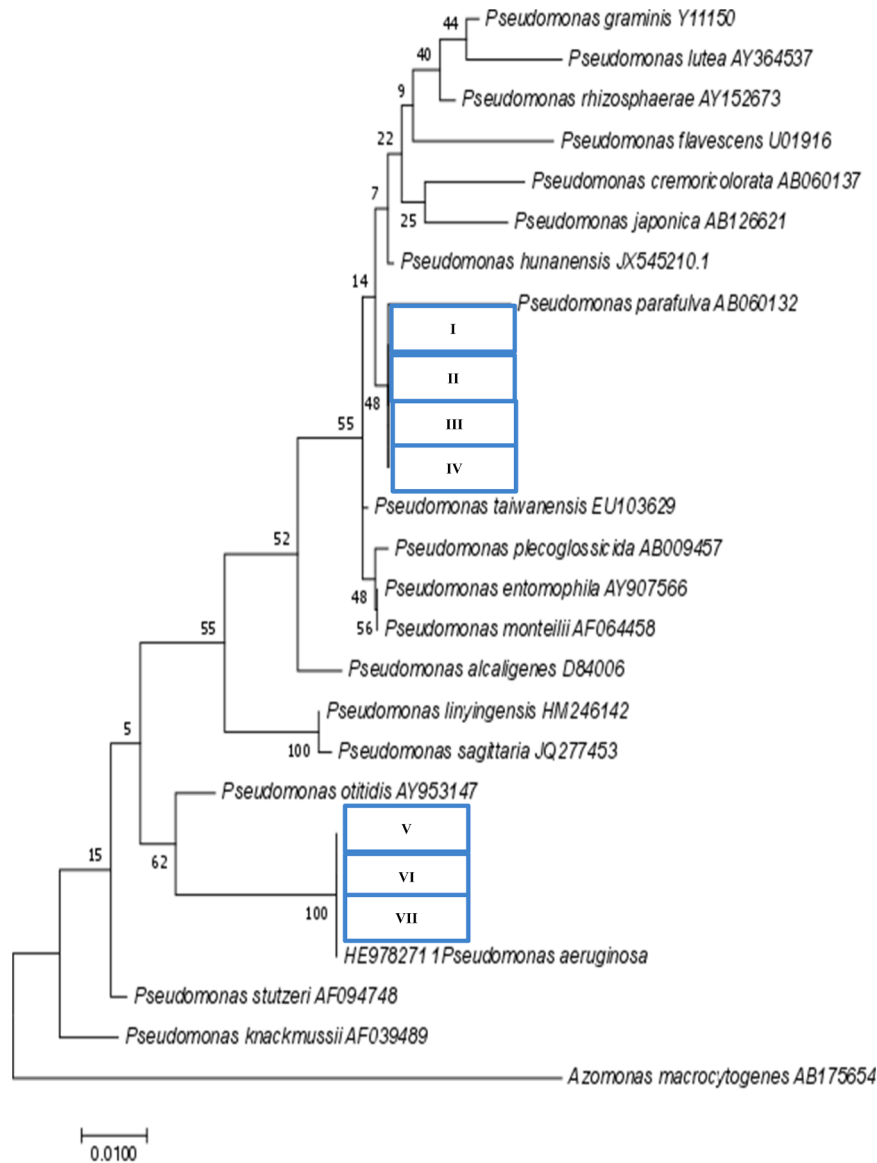 44
Pseudomonas graminis Y11150
40
Pseudomonas lutea AY364537
9
Pseudomonas rhizosphaerae AY152673
22
Pseudomonas flavescens U01916
7
Pseudomonas cremoricolorata AB060137
25
Pseudomonas japonica AB126621
Pseudomonas hunanensis JX545210.1
14
Pseudomonas parafulva AB060132
I
II
48
III
55
IV
Pseudomonas taiwanensis EU103629
52
Pseudomonas plecoglossicida AB009457
Pseudomonas entomophila AY907566
48
56
Pseudomonas monteilii AF064458
55
Pseudomonas alcaligenes D84006
Pseudomonas linyingensis HM246142
5
100
Pseudomonas sagittaria JQ277453
Pseudomonas otitidis AY953147
V
15
62
VI
100
VII
HE978271 1Pseudomonas aeruginosa
Pseudomonas stutzeri AF094748
Pseudomonas knackmussii AF039489
Azomonas macrocytogenes AB175654
0.0100